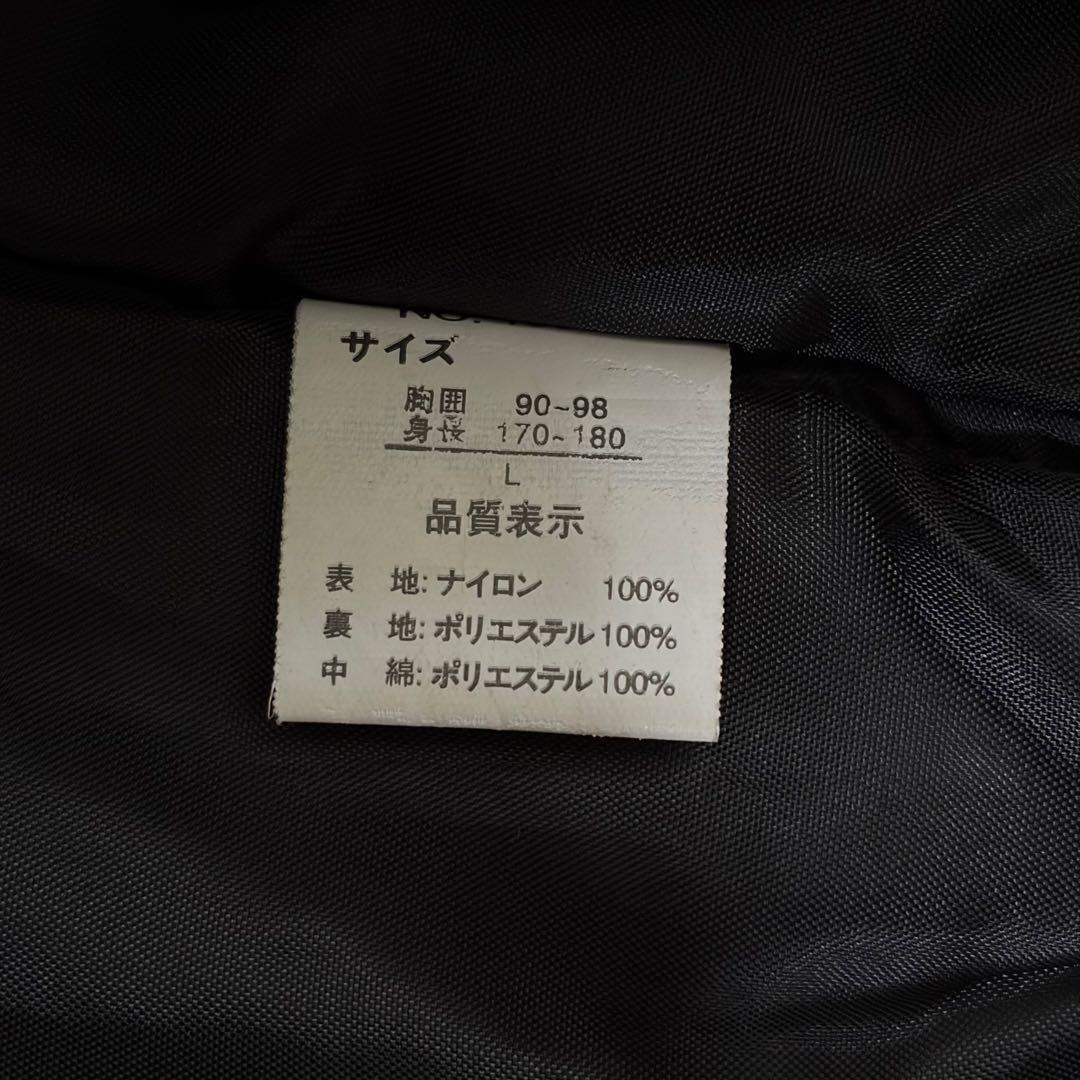 サイズ
胸囲 90~98
身長 170~180
L
品質表示
表 地: ナイロン 100%
裏 地: ポリエステル 100%
中 綿: ポリエステル 100%